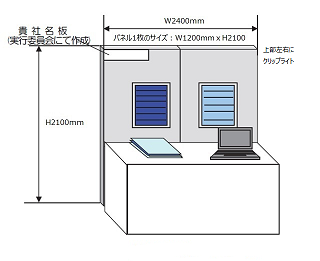 W2400mm
パネル1枚のサイズ：W1200mm x H2100
貴 社 名 板
(実行委員会にて作成)
上部左右に
クリップライト
H2100mm